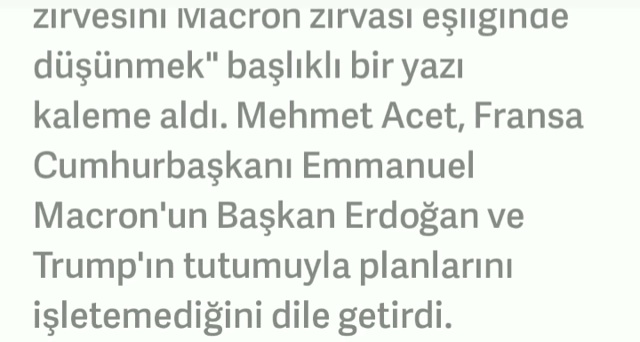 zirvesini Macron zirvası eşliğinde
düşünmek" başlıklı bir yazı
kaleme aldı. Mehmet Acet, Fransa
Cumhurbaşkanı Emmanuel
Macron'un Başkan Erdoğan ve
Trump'ın tutumuyla planlarını
işletemediğini dile getirdi.